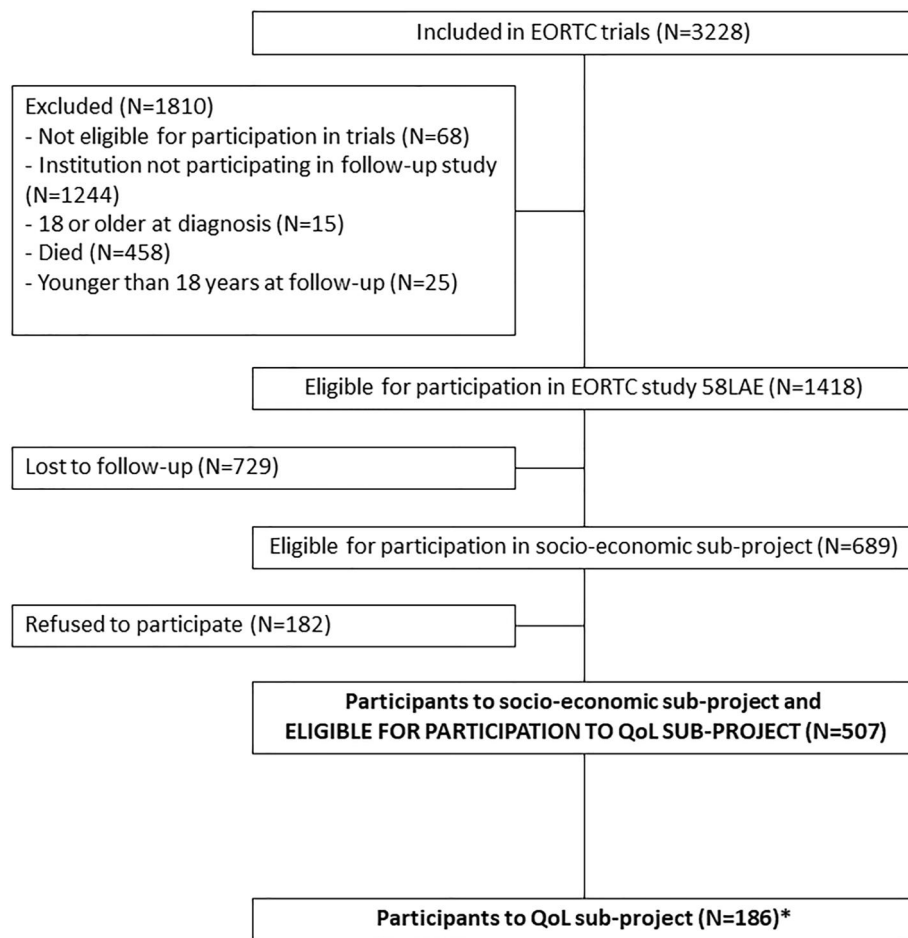 Included in EORTC trials (N=3228)
Excluded (N=1810)
- Not eligible for participation in trials (N=68)
- Institution not participating in follow-up study
(N=1244)
- 18 or older at diagnosis (N=15)
- Died (N=458)
- Younger than 18 years at follow-up (N=25)
Eligible for participation in EORTC study 58LAE (N=1418)
Lost to follow-up (N=729)
Eligible for participation in socio-economic sub-project (N=689)
Refused to participate (N=182)
Participants to socio-economic sub-project and
ELIGIBLE FOR PARTICIPATION TO QoL SUB-PROJECT (N=507)
Participants to QoL sub-project (N=186)*